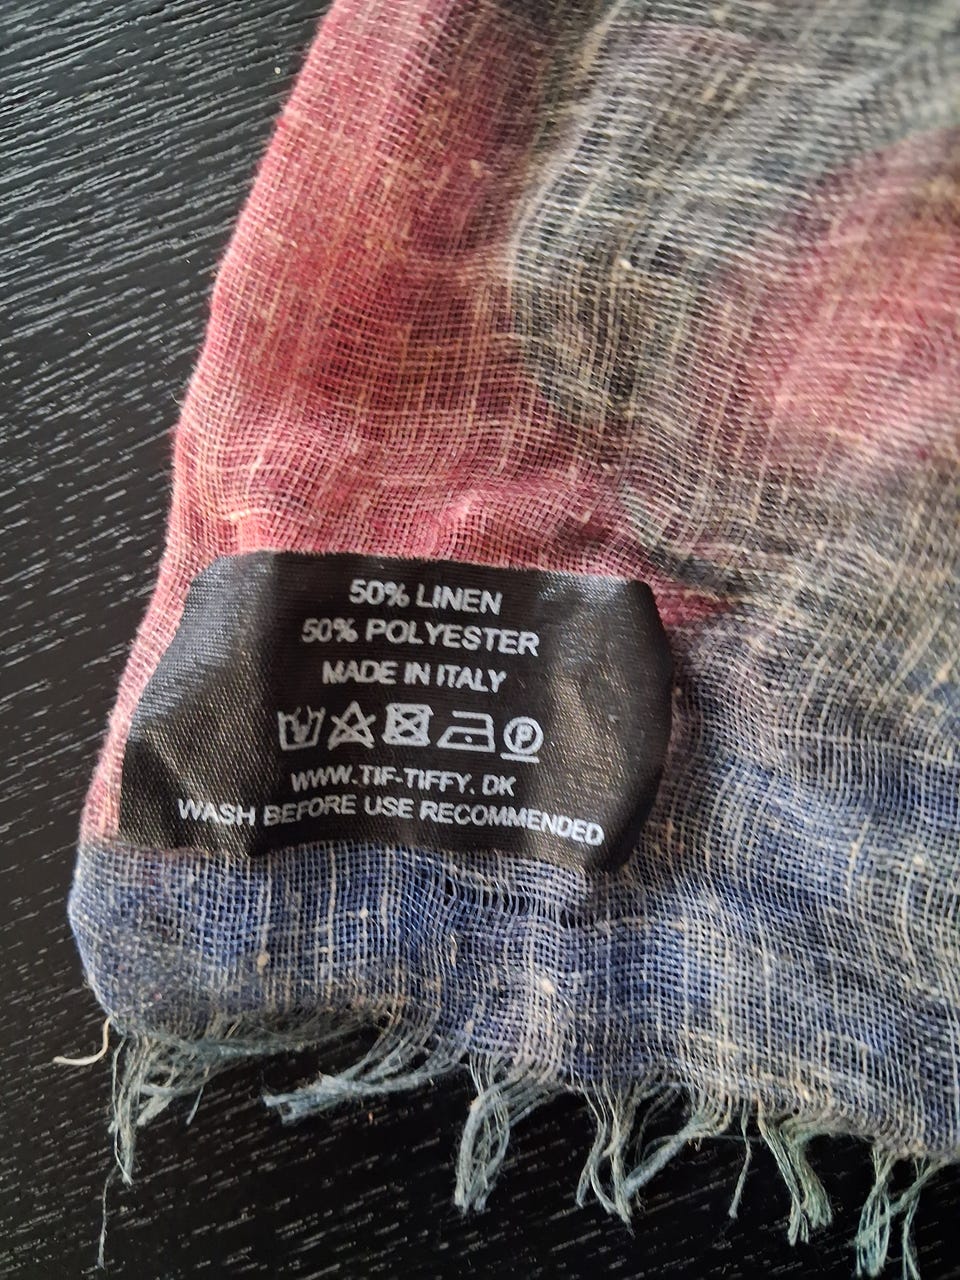 50% LINEN
50% POLYESTER
MADE IN ITALY
P
WWW.TIF-TIFFY.DK
WASH BEFORE USE RECOMMENDED